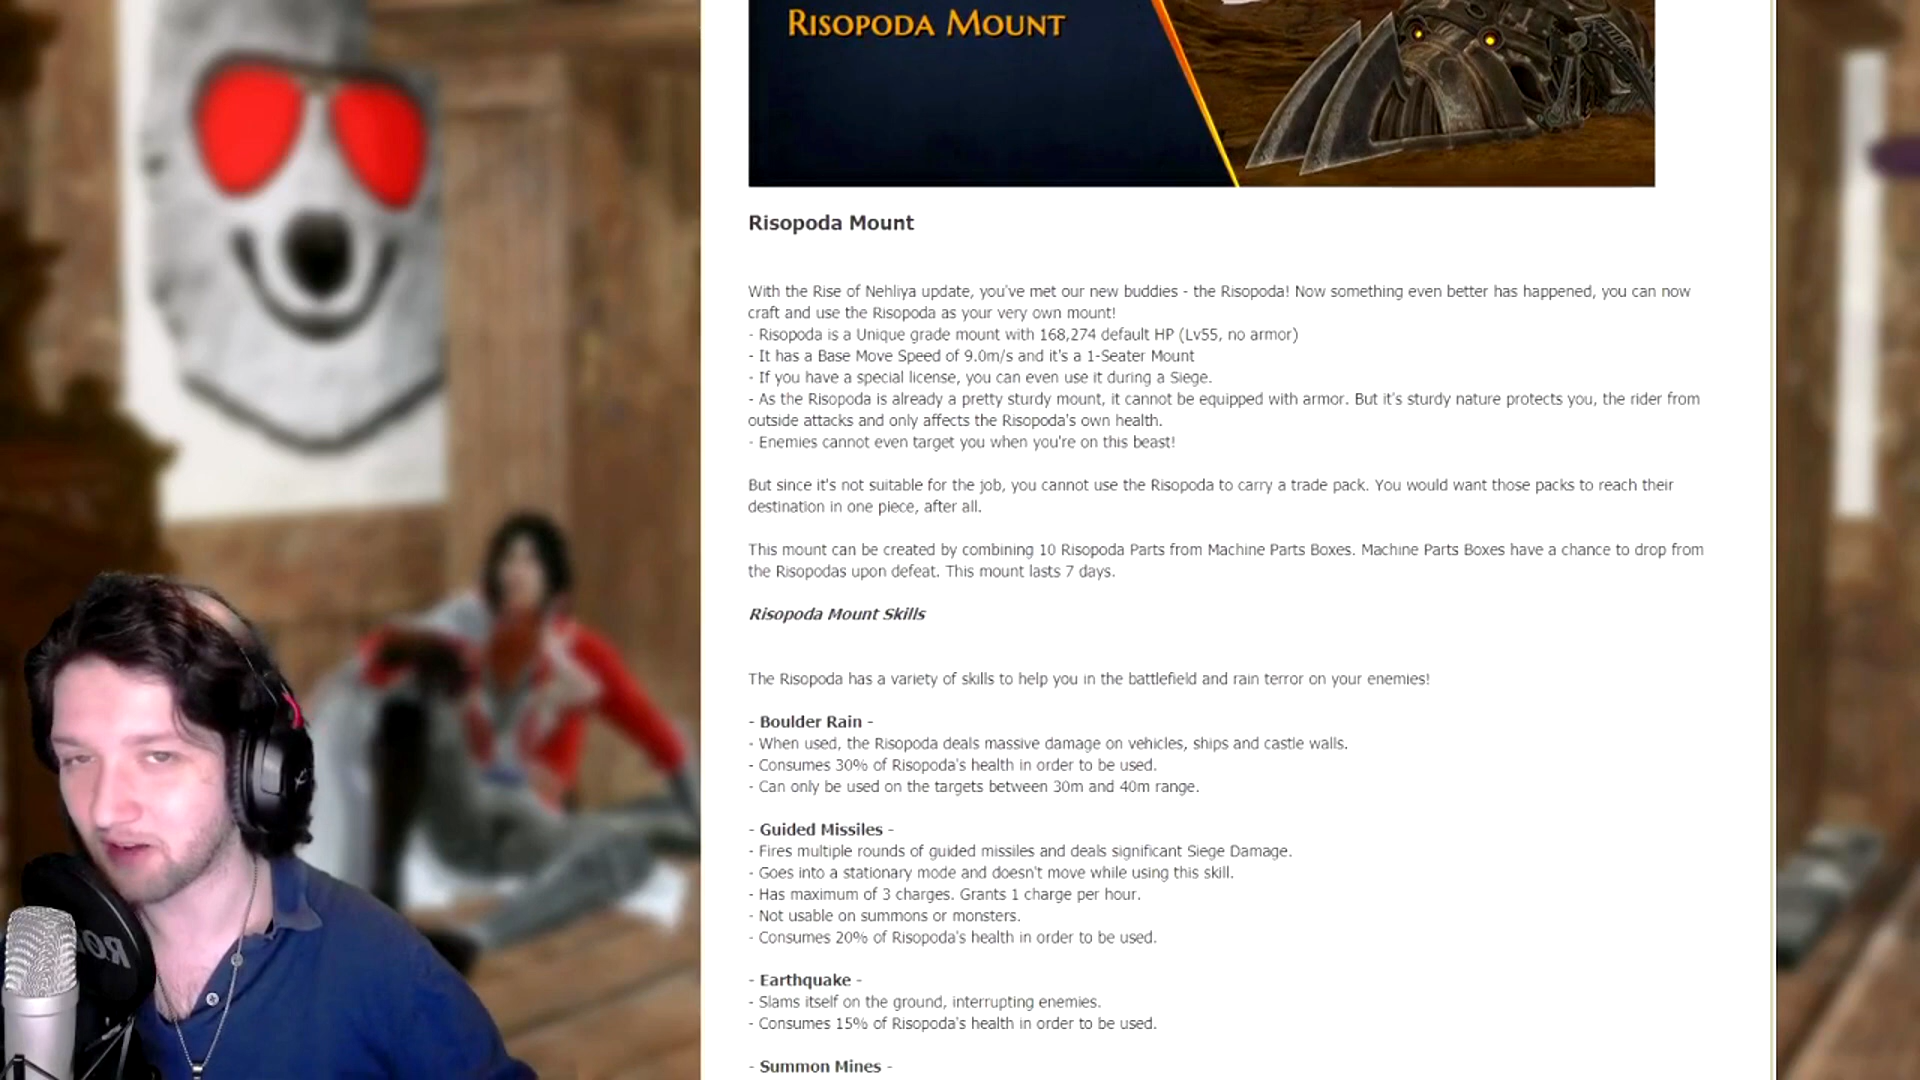 RISOPODA MOUNT
Risopoda Mount
With the Rise of Nehliya update, you've met our new buddies - the Risopoda! Now something even better has happened, you can now
craft and use the Risopoda as your very own mount!
- Risopoda is a Unique grade mount with 168,274 default HP (Lv55, no armor)
- It has a Base Move Speed of 9.0m/s and it's a 1-Seater Mount
- If you have a special license, you can even use it during a Siege.
- As the Risopoda is already a pretty sturdy mount, it cannot be equipped with armor. But it's sturdy nature protects you, the rider from
outside attacks and only affects the Risopoda's own health.
- Enemies cannot even target you when you're on this beast!
But since it's not suitable for the job, you cannot use the Risopoda to carry a trade pack. You would want those packs to reach their
destination in one piece, after all.
This mount can be created by combining 10 Risopoda Parts from Machine Parts Boxes. Machine Parts Boxes have a chance to drop from
the Risopodas upon defeat. This mount lasts 7 days.
Risopoda Mount Skills
The Risopoda has a variety of skills to help you in the battlefield and rain terror on your enemies!
- Boulder Rain -
- When used, the Risopoda deals massive damage on vehicles, ships and castle walls.
- Consumes 30% of Risopoda's health in order to be used.
- Can only be used on the targets between 30m and 40m range.
- Guided Missiles -
- Fires multiple rounds of guided missiles and deals significant Siege Damage.
- Goes into a stationary mode and doesn't move while using this skill.
- Has maximum of 3 charges. Grants 1 charge per hour.
- Not usable on summons or monsters.
- Consumes 20% of Risopoda's health in order to be used.
- Earthquake -
- Slams itself on the ground, interrupting enemies.
- Consumes 15% of Risopoda's health in order to be used.
- Summon Mines -